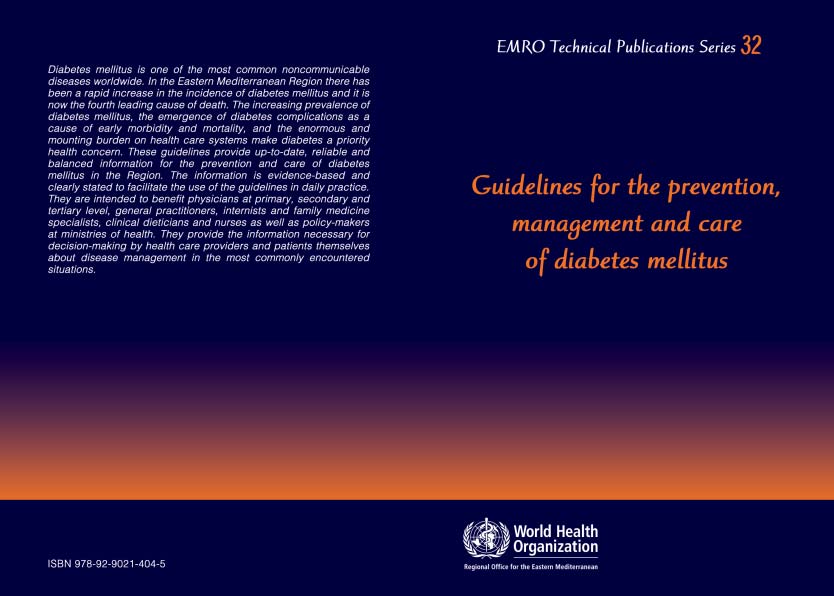 Diabetes mellitus is one of the most common noncommunicable
diseases worldwide. In the Eastern Mediterranean Region there has
been a rapid increase in the incidence of diabetes mellitus and it is
now the fourth leading cause of death. The increasing prevalence of
diabetes mellitus, the emergence of diabetes complications as a
cause of early morbidity and mortality, and the enormous and
mounting burden on health care systems make diabetes a priority
health concern. These guidelines provide up-to-date, reliable and
balanced information for the prevention and care of diabetes
mellitus in the Region. The information is evidence-based and
clearly stated to facilitate the use of the guidelines in daily practice.
They are intended to benefit physicians at primary, secondary and
tertiary level, general practitioners, internists and family medicine
specialists, clinical dieticians and nurses as well as policy-makers
at ministries of health. They provide the information necessary for
decision-making by health care providers and patients themselves
about disease management in the most commonly encountered
situations.
ISBN 978-92-9021-404-5
EMRO Technical Publications Series 32
Guidelines for the prevention,
management and care
of diabetes mellitus
World Health
Organization
Regional Office for the Eastern Mediterranean